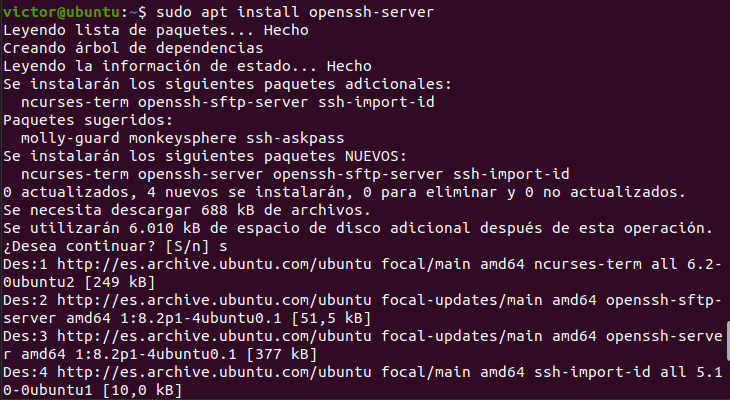 victor@ubuntu:~$ sudo apt install openssh-server
Leyendo lista de paquetes... Hecho
Creando árbol de dependencias
Leyendo la información de estado... Hecho
Se instalarán los siguientes paquetes adicionales:
  ncurses-term openssh-sftp-server ssh-import-id
Paquetes sugeridos:
  molly-guard monkeysphere ssh-askpass
Se instalarán los siguientes paquetes NUEVOS:
  ncurses-term openssh-server openssh-sftp-server ssh-import-id
0 actualizados, 4 nuevos se instalarán, 0 para eliminar y 0 no actualizados.
Se necesita descargar 688 kB de archivos.
Se utilizarán 6.010 kB de espacio de disco adicional después de esta operación.
¿Desea continuar? [S/n] s
Des:1 http://es.archive.ubuntu.com/ubuntu focal/main amd64 ncurses-term all 6.2-
0ubuntu2 [249 kB]
Des:2 http://es.archive.ubuntu.com/ubuntu focal-updates/main amd64 openssh-sftp-
server amd64 1:8.2p1-4ubuntu0.1 [51,5 kB]
Des:3 http://es.archive.ubuntu.com/ubuntu focal-updates/main amd64 openssh-serve
r amd64 1:8.2p1-4ubuntu0.1 [377 kB]
Des:4 http://es.archive.ubuntu.com/ubuntu focal/main amd64 ssh-import-id all 5.1
0-0ubuntu1 [10,0 kB]